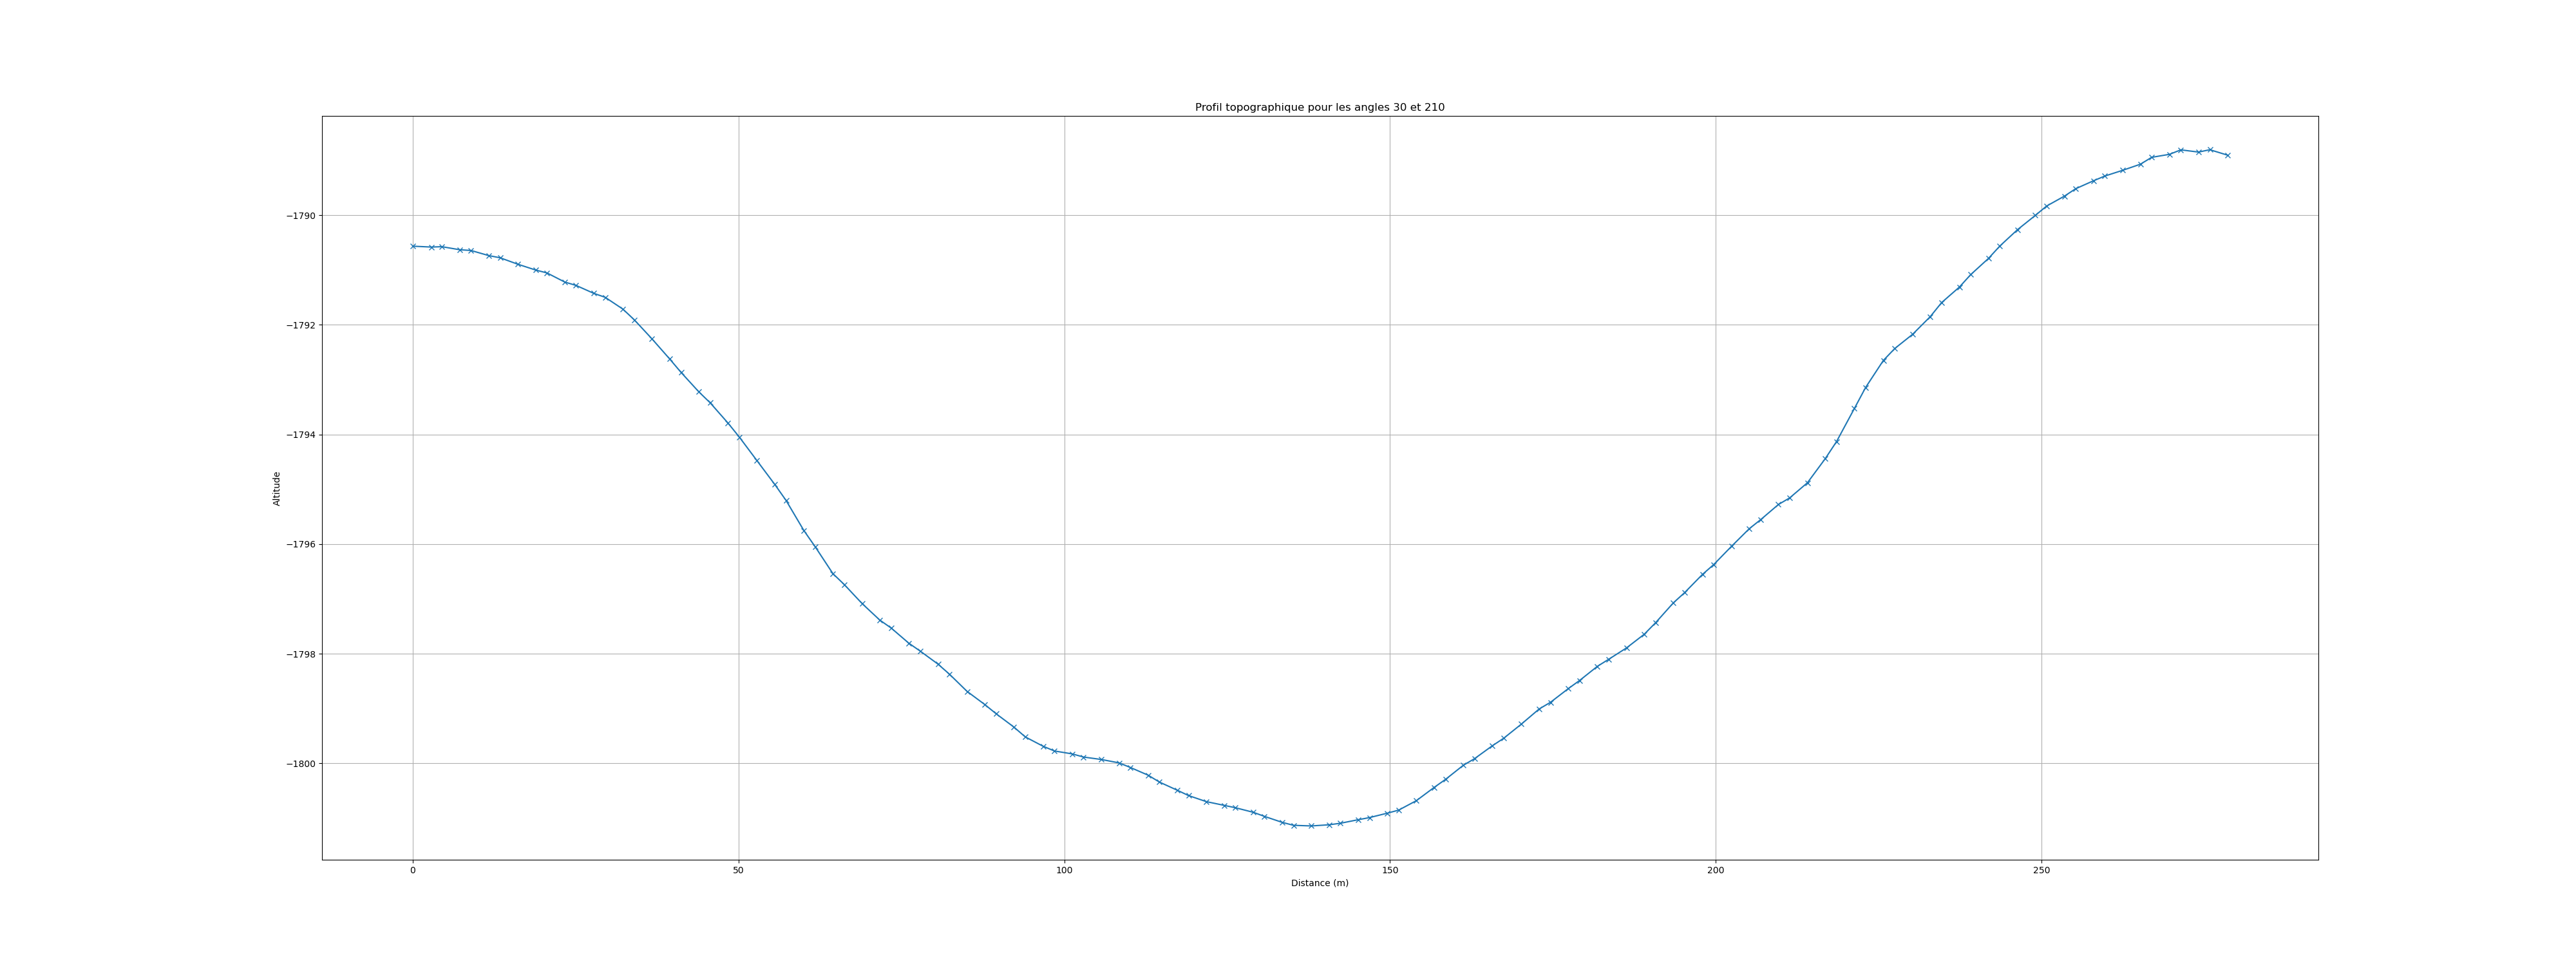 Profil topographique pour les angles 30 et 210
Altitude
−1790
−1792
−1794
−1796
−1798
−1800
0 50 100 150 200 250
Distance (m)